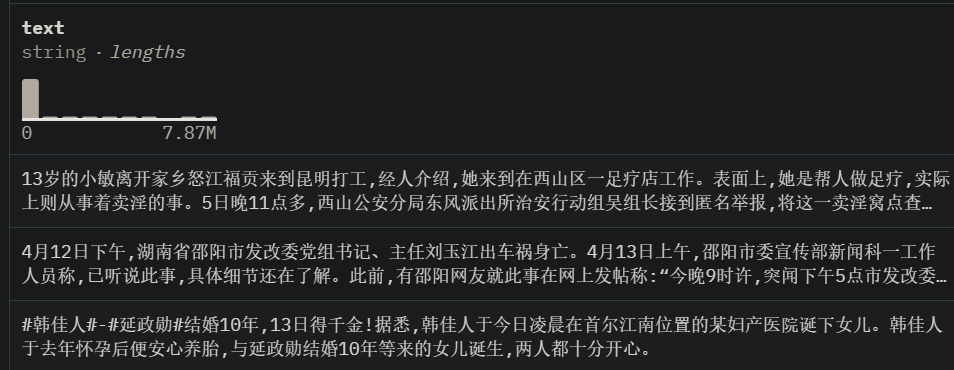 text
string · lengths
0 7.87M
13岁的小敏离开家乡怒江福贡来到昆明打工,经人介绍,她来到在西山区一足疗店工作。表面上,她是帮人做足疗,实际
上则从事着卖淫的事。5日晚11点多,西山公安分局东风派出所治安行动组吴组长接到匿名举报,将这一卖淫窝点查…
4月12日下午,湖南省邵阳市发改委党组书记、主任刘玉江出车祸身亡。4月13日上午,邵阳市委宣传部新闻科一工作
人员称,已听说此事,具体细节还在了解。此前,有邵阳网友就此事在网上发帖称:“今晚9时许,突闻下午5点市发改委…
#韩佳人#-#延政勋#结婚10年,13日得千金!据悉,韩佳人于今日凌晨在首尔江南位置的某妇产医院诞下女儿。韩佳人
于去年怀孕后便安心养胎,与延政勋结婚10年等来的女儿诞生,两人都十分开心。